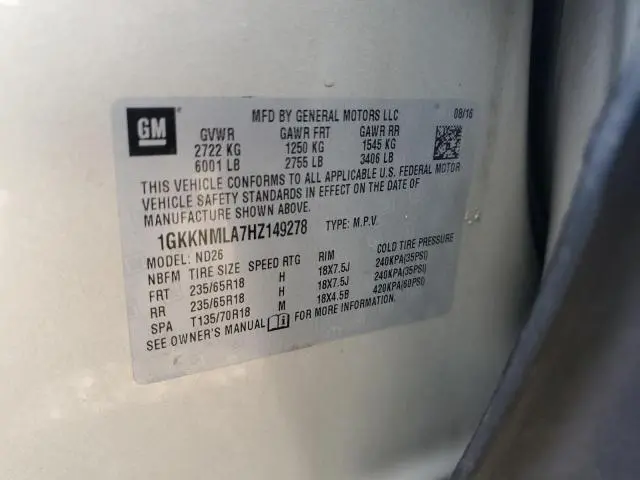 GM
MFD BY GENERAL MOTORS LLC 08/16
GVWR GAWR FRT GAWR RR
2722 KG 1250 KG 1545 KG
6001 LB 2755 LB 3406 LB
THIS VEHICLE CONFORMS TO ALL APPLICABLE U.S. FEDERAL MOTOR
VEHICLE SAFETY STANDARDS IN EFFECT ON THE DATE OF
MANUFACTURE SHOWN ABOVE.
1GKKNMLA7HZ149278 TYPE: M.P.V.
MODEL: ND26
NBFM TIRE SIZE SPEED RTG RIM COLD TIRE PRESSURE
FRT 235/65R18 H 18X7.5J 240KPA(35PSI)
RR 235/65R18 H 18X7.5J 240KPA(35PSI)
SPA T135/70R18 M 18X4.5B 420KPA(60PSI)
SEE OWNER'S MANUAL FOR MORE INFORMATION.